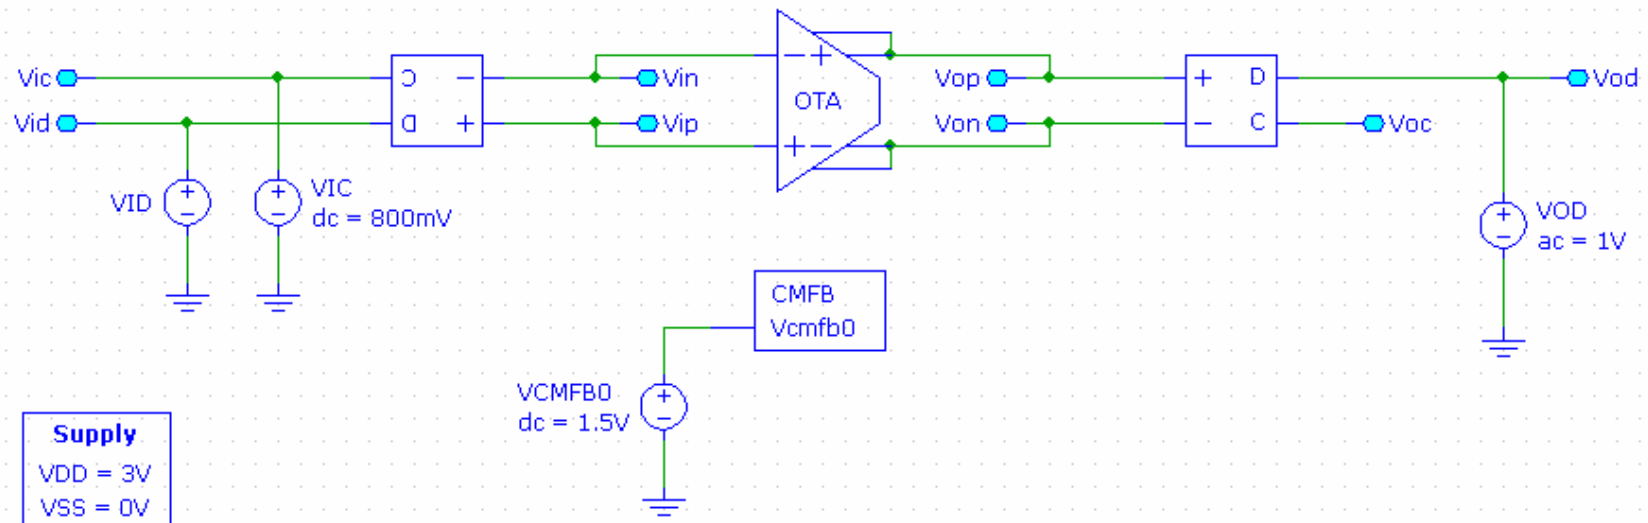 Vic
Vid
C
D
−
+
Vin
Vip
− +
OTA
+ −
Vop
Von
+
−
D
C
Vod
Voc
VID
+
−
+
−
VIC
dc = 800mV
+
−
VOD
ac = 1V
CMFB
Vcmfb0
VCMFB0
dc = 1.5V
+
−
Supply
VDD = 3V
VSS = 0V